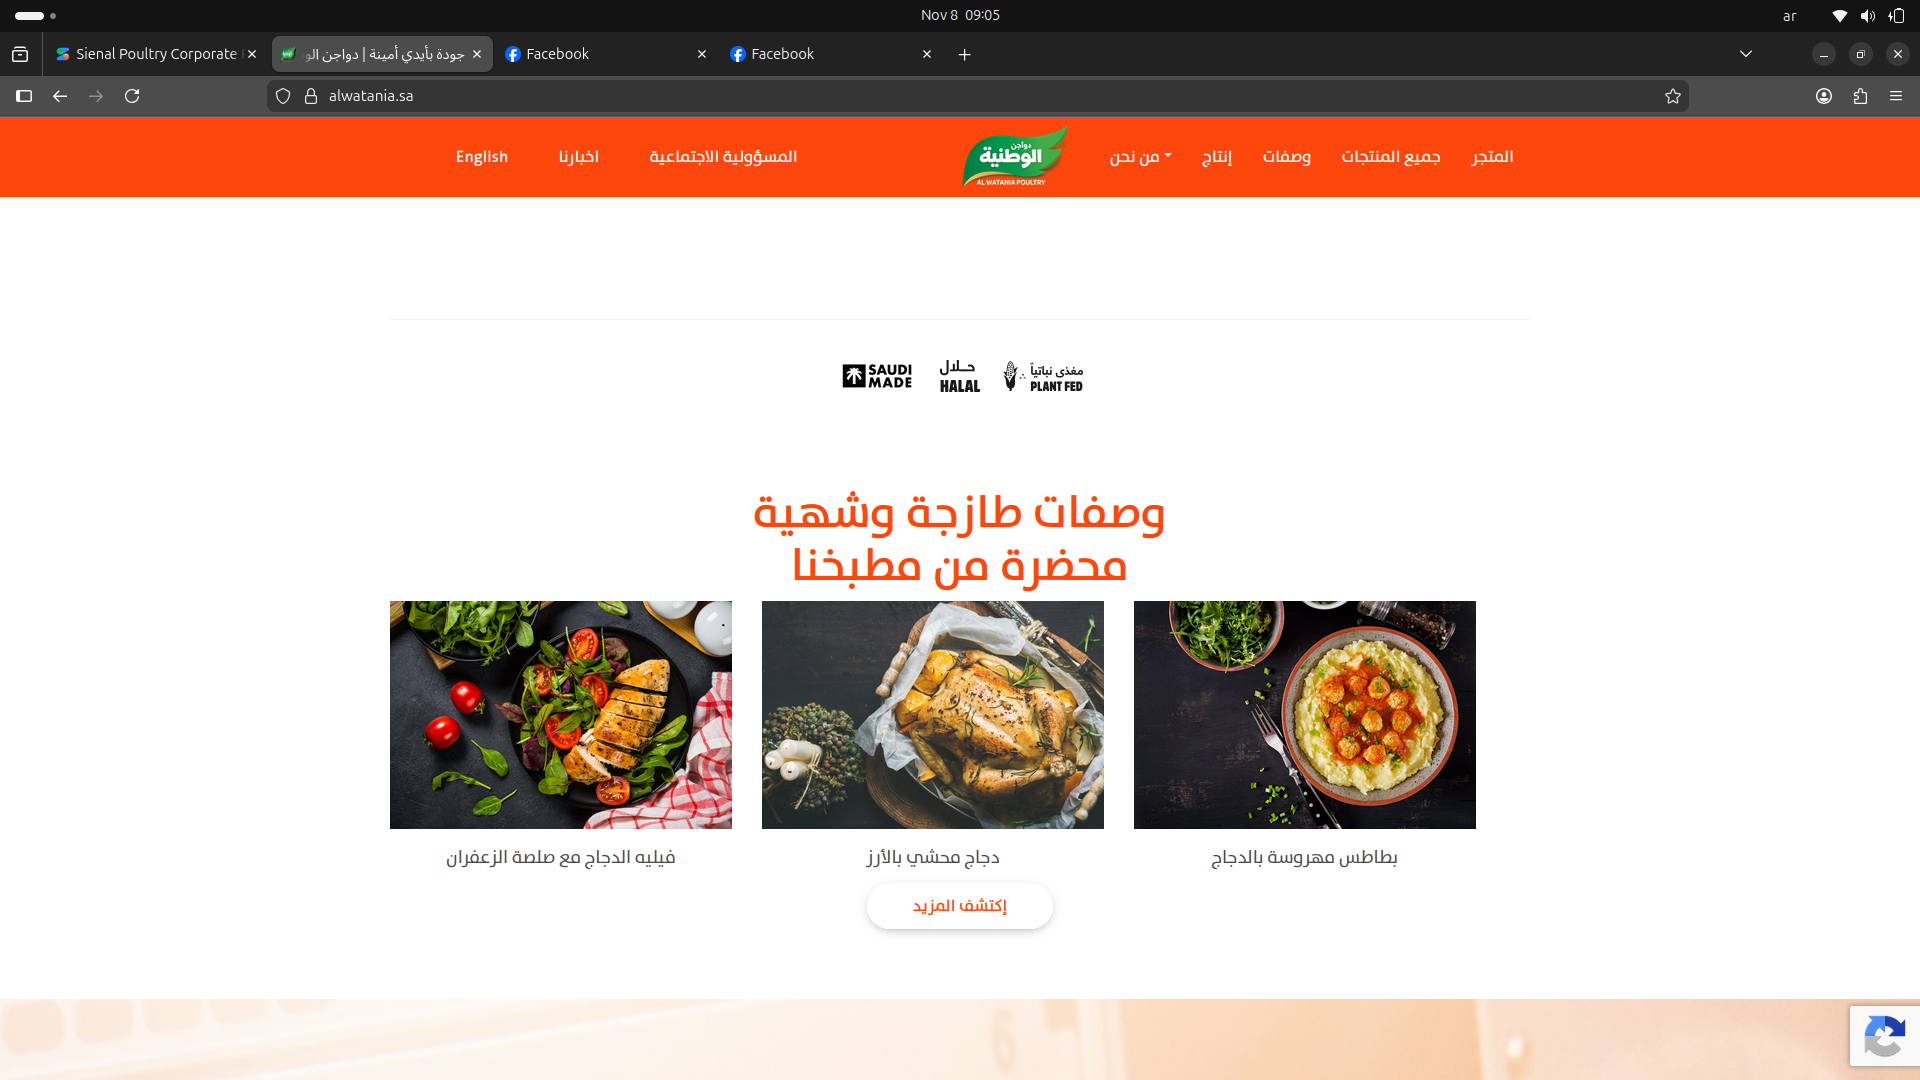 Nov 8 09:05
ar
Sienal Poultry Corporate
جودة بأيدي أمينة | دواجن الو
Facebook
Facebook
alwatania.sa
المتجر
جميع المنتجات
وصفات
إنتاج
من نحن
دواجن
الوطنية
AL WATANIA POULTRY
المسؤولية الاجتماعية
اخبارنا
English
مغذى نباتياً
PLANT FED
حلال
HALAL
SAUDI
MADE
وصفات طازجة وشهية
محضرة من مطبخنا
بطاطس مهروسة بالدجاج
دجاج محشي بالأرز
فيليه الدجاج مع صلصة الزعفران
إكتشف المزيد